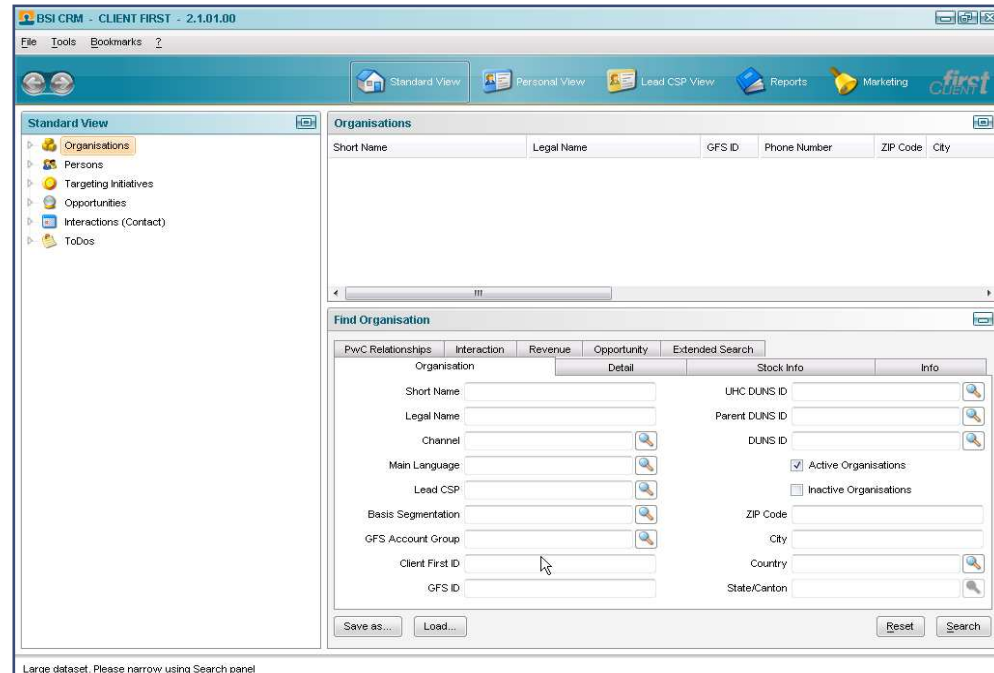 BSI CRM - CLIENT FIRST - 2.1.01.00
File Tools Bookmarks ?
Standard View Personal View Lead CSP View Reports Marketing first CLIENT
Standard View
Organisations
Persons
Targeting Initiatives
Opportunities
Interactions (Contact)
ToDos
Organisations
Short Name Legal Name GFS ID Phone Number ZIP Code City
Find Organisation
PwC Relationships Interaction Revenue Opportunity Extended Search
Organisation Detail Stock Info Info
Short Name UHC DUNS ID
Legal Name Parent DUNS ID
Channel DUNS ID
Main Language Active Organisations
Lead CSP Inactive Organisations
Basis Segmentation ZIP Code
GFS Account Group City
Client First ID Country
GFS ID State/Canton
Save as... Load... Reset Search
Large dataset. Please narrow using Search panel